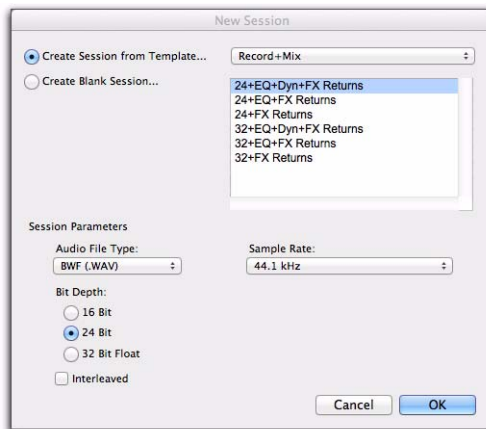 New Session
Create Session from Template...
Record+Mix
Create Blank Session...
24+EQ+Dyn+FX Returns
24+EQ+FX Returns
24+FX Returns
32+EQ+Dyn+FX Returns
32+EQ+FX Returns
32+FX Returns
Session Parameters
Audio File Type:
BWF (.WAV)
Sample Rate:
44.1 kHz
Bit Depth:
16 Bit
24 Bit
32 Bit Float
Interleaved
Cancel
OK